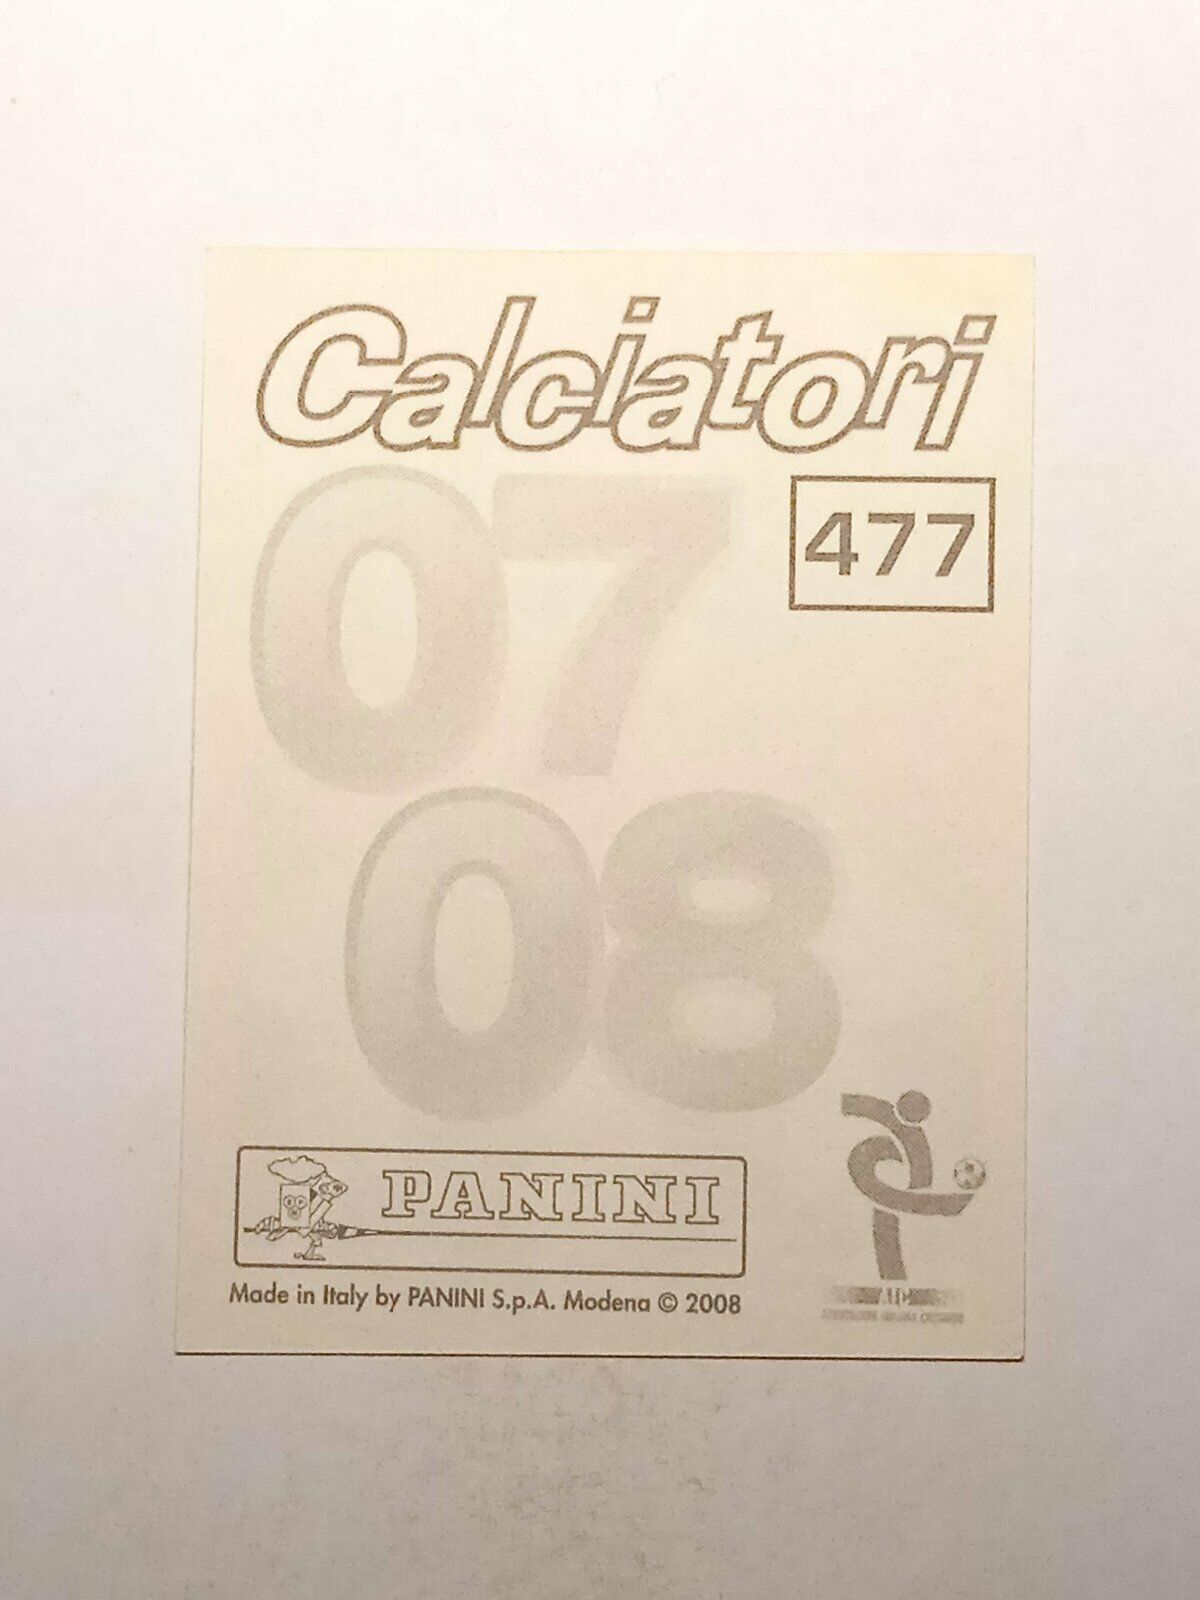 Calciatori
07
477
08
PANINI
Made in Italy by PANINI S.p.A. Modena © 2008